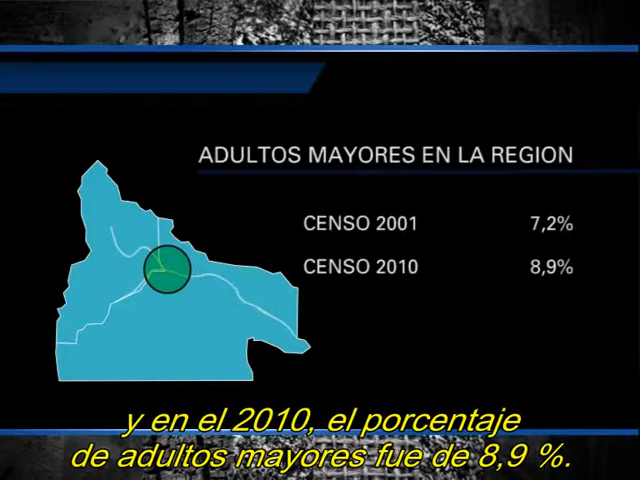 ADULTOS MAYORES EN LA REGION
CENSO 2001 7,2%
CENSO 2010 8,9%
y en el 2010, el porcentaje
de adultos mayores fue de 8,9 %.